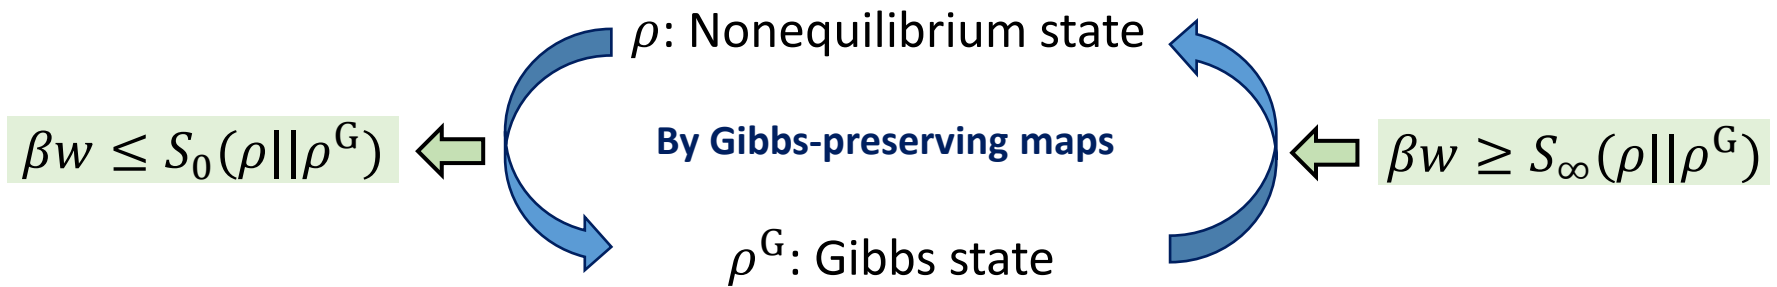 ρ: Nonequilibrium state
βw ≤ S₀(ρ||ρᴳ)
By Gibbs-preserving maps
βw ≥ S∞(ρ||ρᴳ)
ρᴳ: Gibbs state